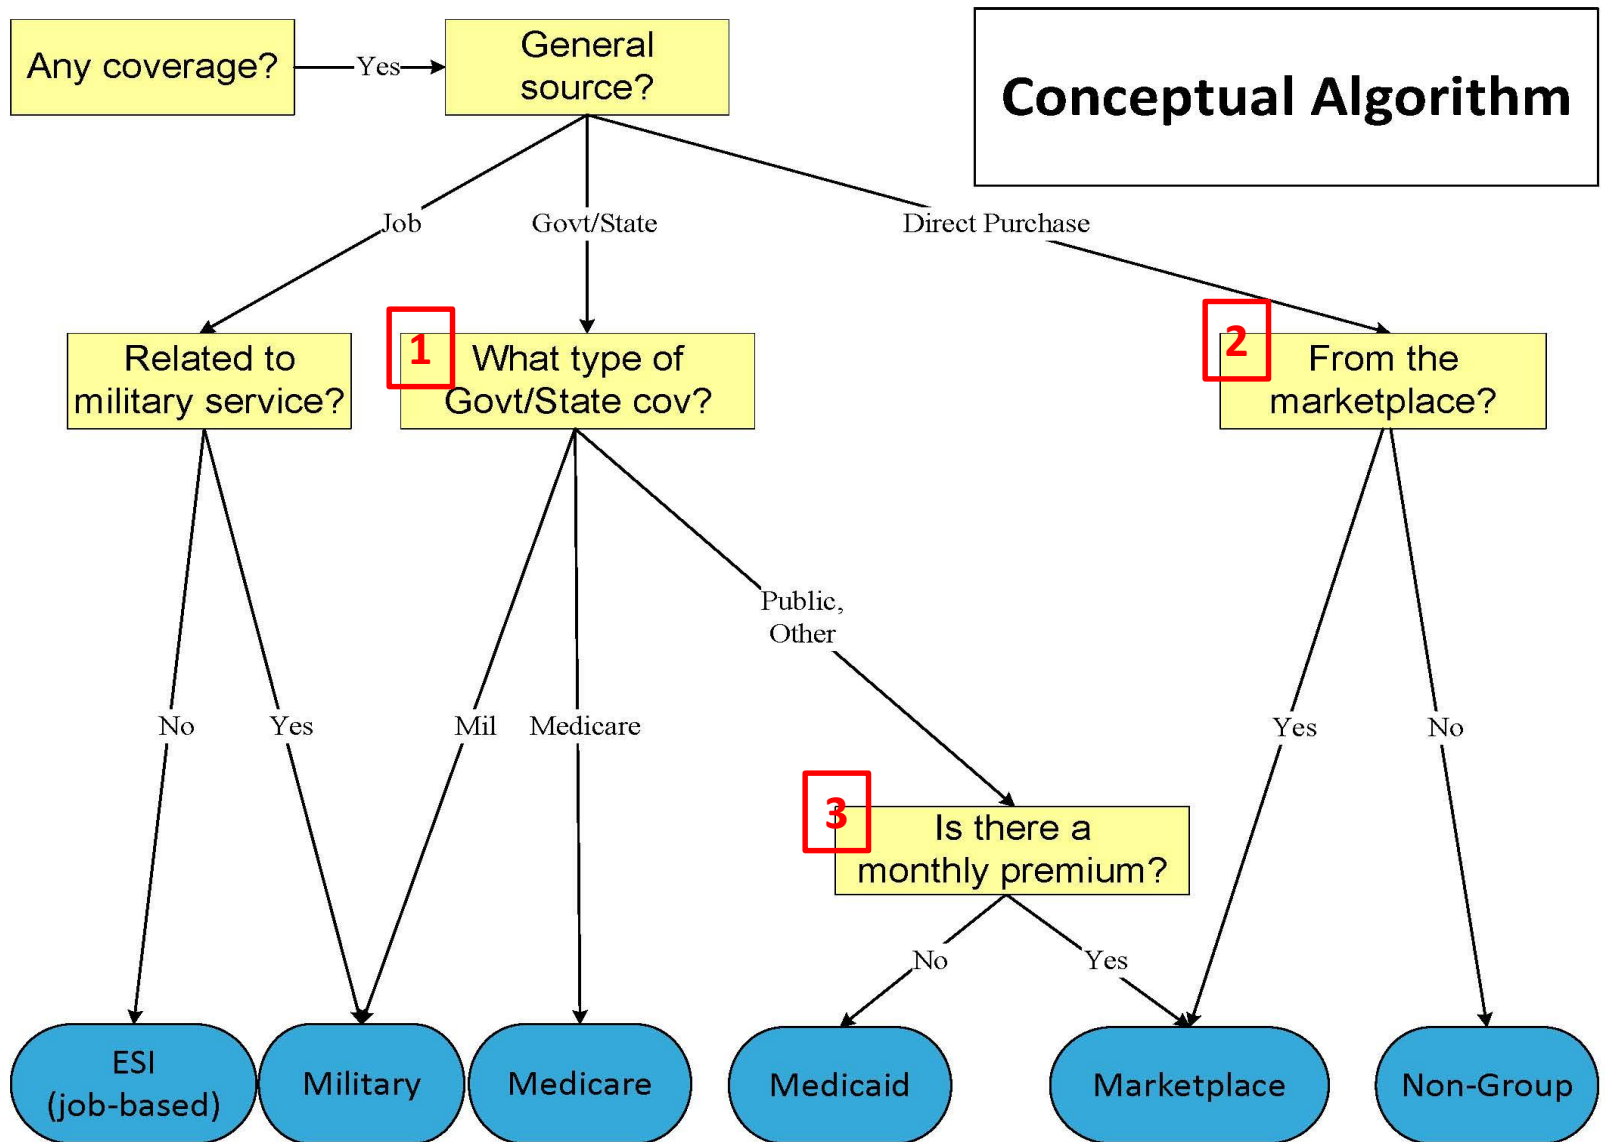 Any coverage?
Yes
General
source?
Conceptual Algorithm
Job
Govt/State
Direct Purchase
Related to
military service?
1
What type of
Govt/State cov?
2
From the
marketplace?
Public,
Other
No
Yes
Mil
Medicare
Yes
No
3
Is there a
monthly premium?
No
Yes
ESI
(job-based)
Military
Medicare
Medicaid
Marketplace
Non-Group